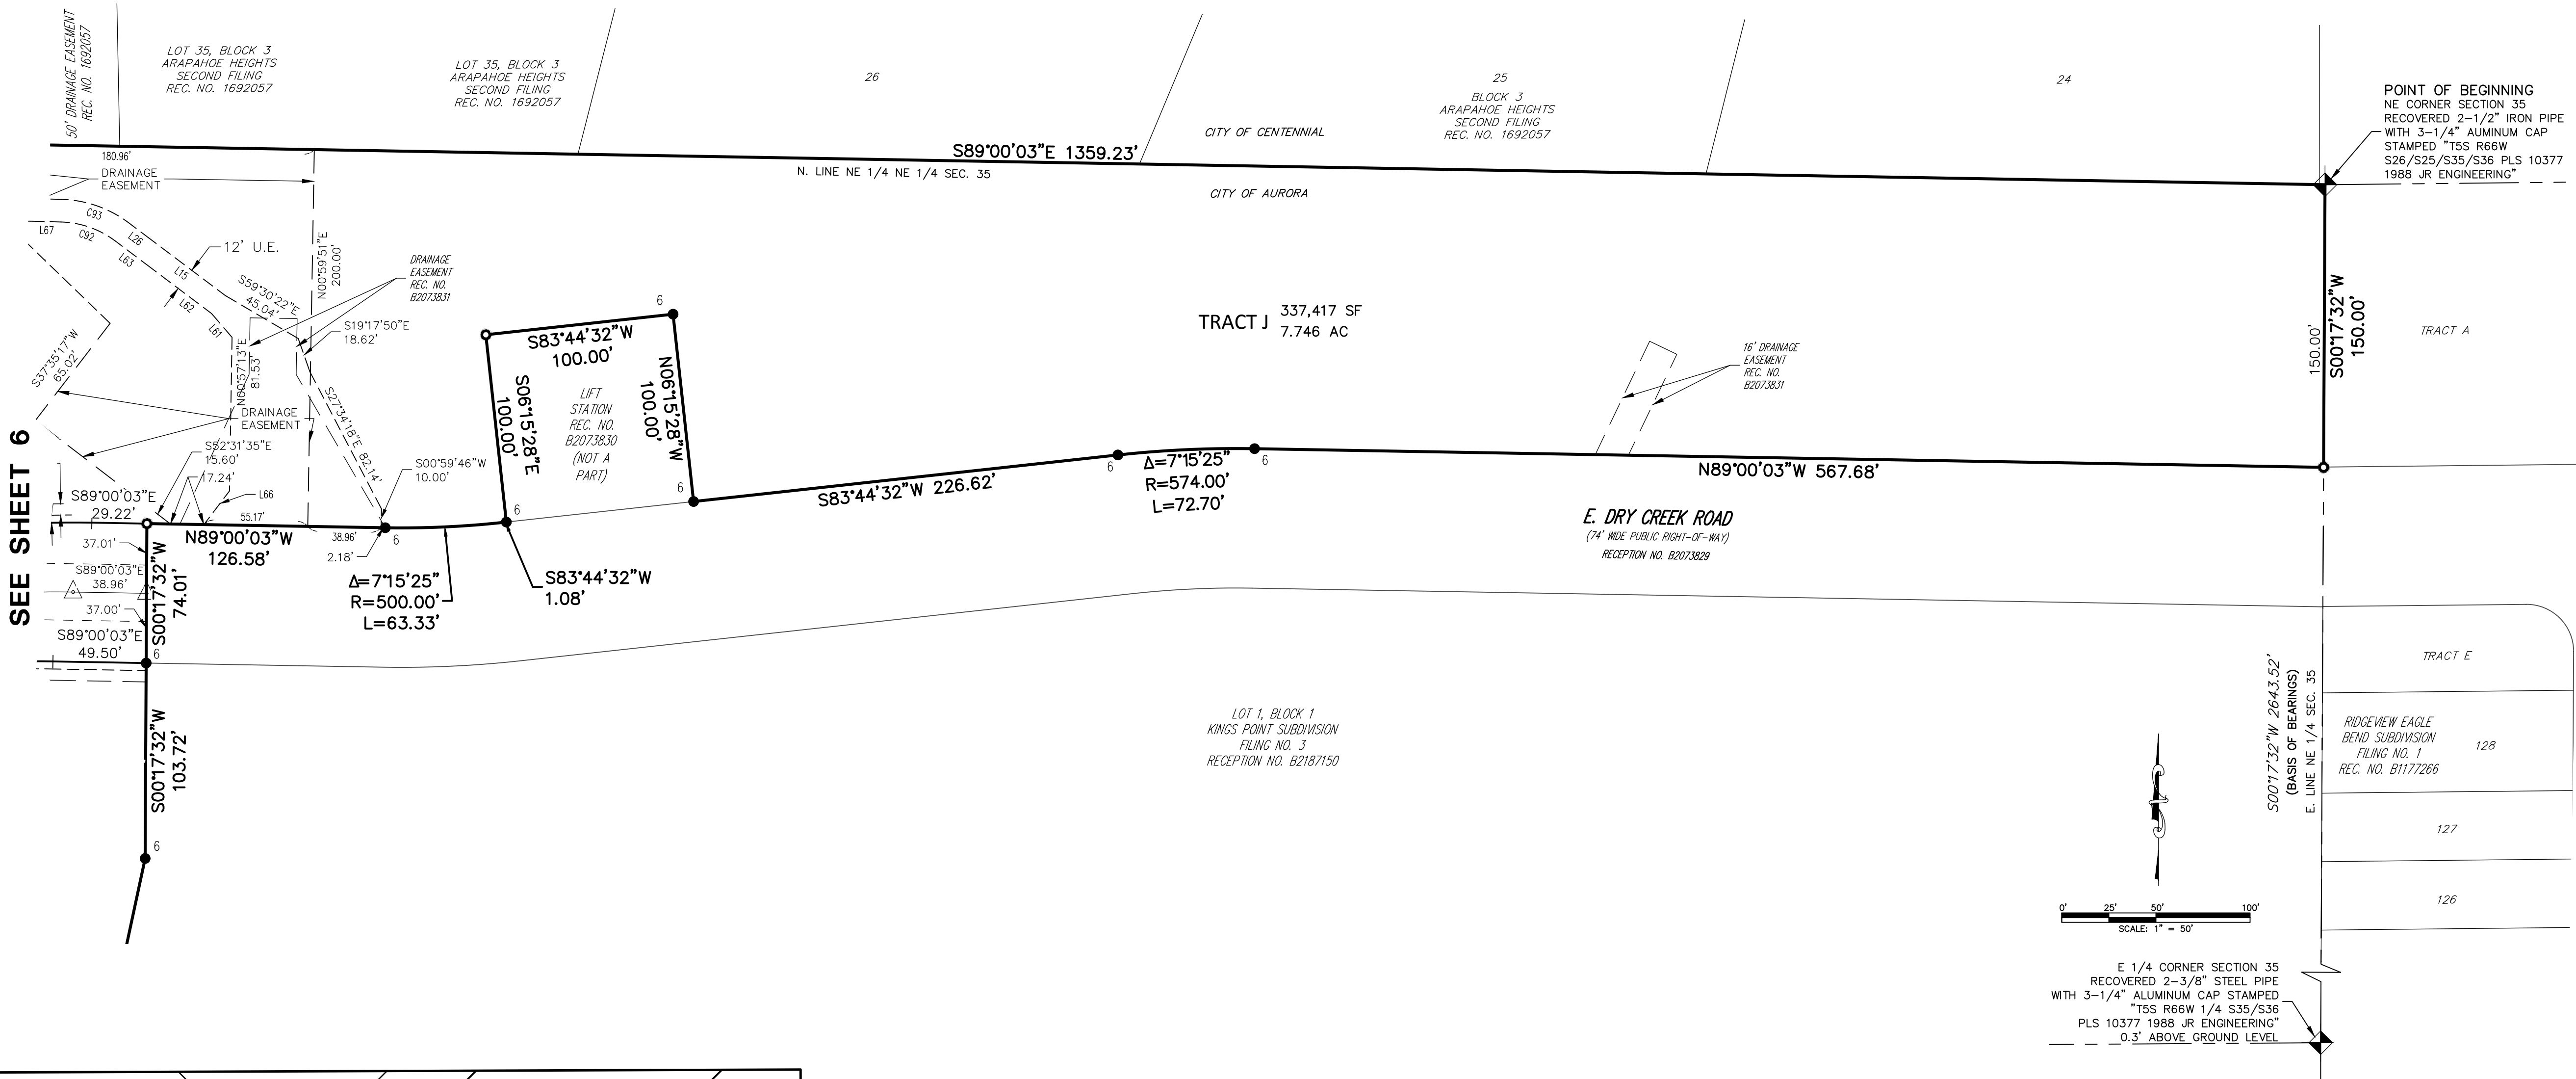 50' DRAINAGE EASEMENT
REC. NO. 1692057
LOT 35, BLOCK 3
ARAPAHOE HEIGHTS
SECOND FILING
REC. NO. 1692057
LOT 35, BLOCK 3
ARAPAHOE HEIGHTS
SECOND FILING
REC. NO. 1692057
26
25
BLOCK 3
ARAPAHOE HEIGHTS
SECOND FILING
REC. NO. 1692057
24
POINT OF BEGINNING
NE CORNER SECTION 35
RECOVERED 2-1/2" IRON PIPE
WITH 3-1/4" AUMINUM CAP
STAMPED "T5S R66W
S26/S25/S35/S36 PLS 10377
1988 JR ENGINEERING"
CITY OF CENTENNIAL
S89°00'03"E 1359.23'
N. LINE NE 1/4 NE 1/4 SEC. 35
CITY OF AURORA
180.96'
DRAINAGE
EASEMENT
C93
L67
C92
L26
L63
12' U.E.
L15
L62
L61
S59°30'22"E
45.04'
N00°59'51"E
200.00'
DRAINAGE
EASEMENT
REC. NO.
B2073831
S19°17'50"E
18.62'
S37°35'17"W
65.02'
N00°57'13"E
81.53'
S27°34'18"E 82.14'
DRAINAGE
EASEMENT
S52°31'35"E
15.60'
17.24'
L66
S00°59'46"W
10.00'
6
S83°44'32"W
100.00'
S06°15'28"E
100.00'
N06°15'28"W
100.00'
LIFT
STATION
REC. NO.
B2073830
(NOT A
PART)
6
6
TRACT J
337,417 SF
7.746 AC
16' DRAINAGE
EASEMENT
REC. NO.
B2073831
150.00'
S00°17'32"W
150.00'
TRACT A
S83°44'32"W 226.62'
6
Δ=7°15'25"
R=574.00'
L=72.70'
6
N89°00'03"W 567.68'
E. DRY CREEK ROAD
(74' WIDE PUBLIC RIGHT-OF-WAY)
RECEPTION NO. B2073829
SEE SHEET 6
S89°00'03"E
29.22'
55.17'
N89°00'03"W
126.58'
38.96'
2.18'
6
Δ=7°15'25"
R=500.00'
L=63.33'
S83°44'32"W
1.08'
37.01'
S89°00'03"E
38.96'
37.00'
S00°17'32"W
74.01'
S89°00'03"E
49.50'
6
S00°17'32"W
103.72'
6
LOT 1, BLOCK 1
KINGS POINT SUBDIVISION
FILING NO. 3
RECEPTION NO. B2187150
S00°17'32"W 2643.52'
(BASIS OF BEARINGS)
E. LINE NE 1/4 SEC. 35
TRACT E
RIDGEVIEW EAGLE
BEND SUBDIVISION
FILING NO. 1
REC. NO. B1177266
128
127
126
0' 25' 50' 100'
SCALE: 1" = 50'
E 1/4 CORNER SECTION 35
RECOVERED 2-3/8" STEEL PIPE
WITH 3-1/4" ALUMINUM CAP STAMPED
"T5S R66W 1/4 S35/S36
PLS 10377 1988 JR ENGINEERING"
0.3' ABOVE GROUND LEVEL